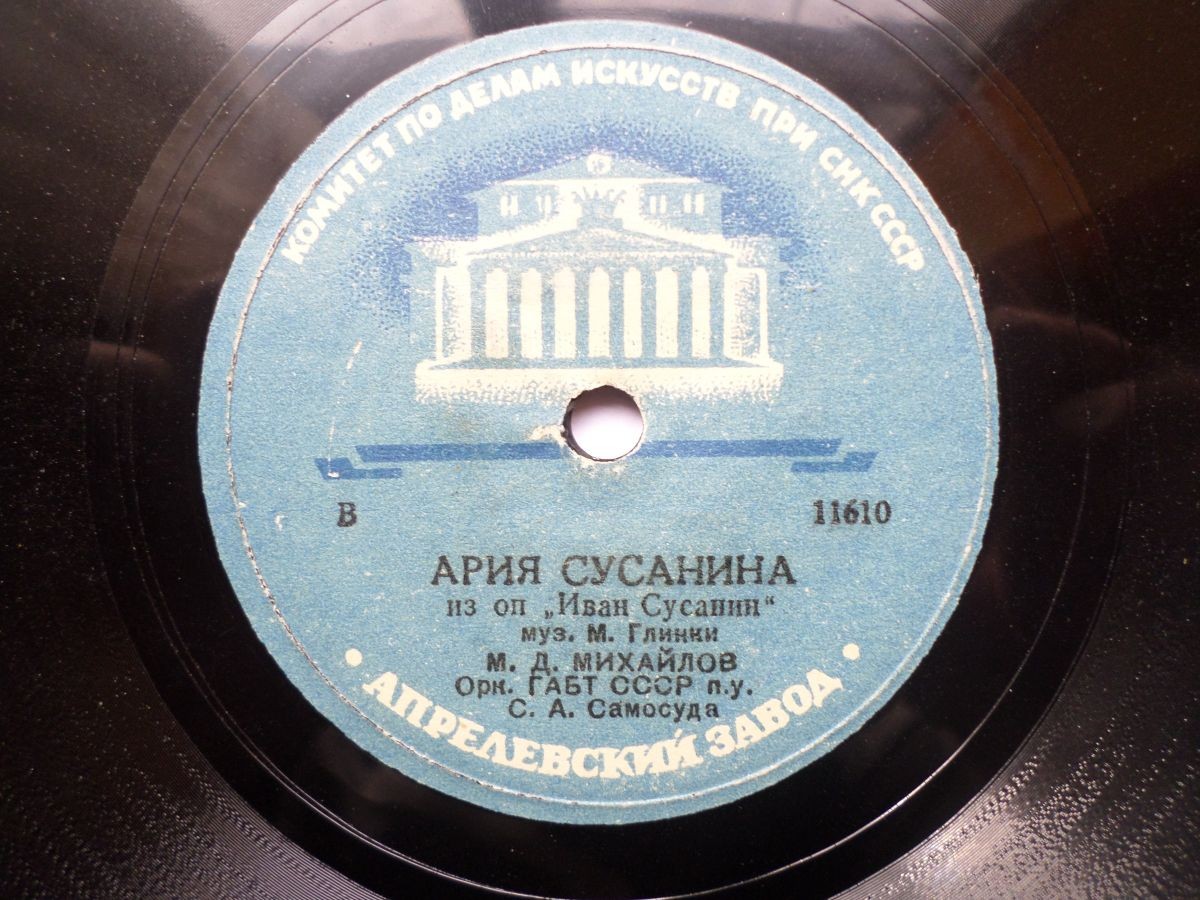 КОМИТЕТ ПО ДЕЛАМ ИСКУССТВ ПРИ СНК СССР
В 11610
АРИЯ СУСАНИНА
из оп „Иван Сусанин“
муз. М. Глинки
М. Д. МИХАЙЛОВ
Орк. ГАБТ СССР п.у.
С. А. Самосуда
• АПРЕЛЕВСКИЙ ЗАВОД •